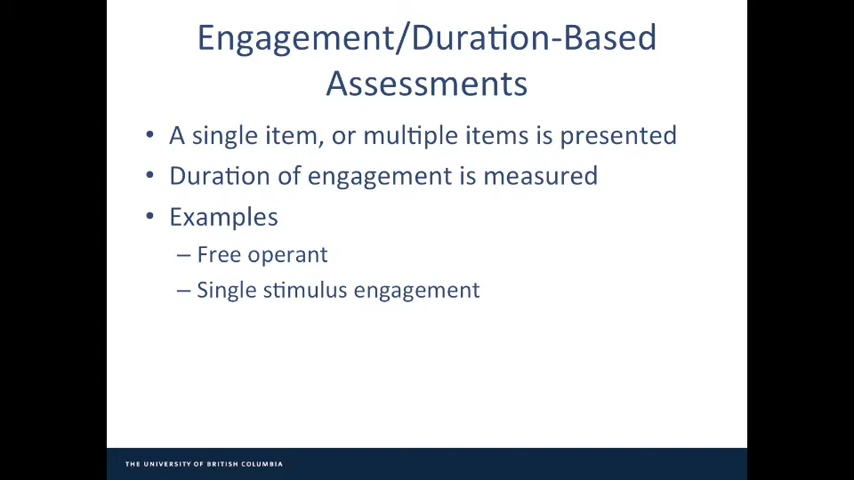 Engagement/Duration-Based
Assessments
• A single item, or multiple items is presented
• Duration of engagement is measured
• Examples
– Free operant
– Single stimulus engagement
THE UNIVERSITY OF BRITISH COLUMBIA